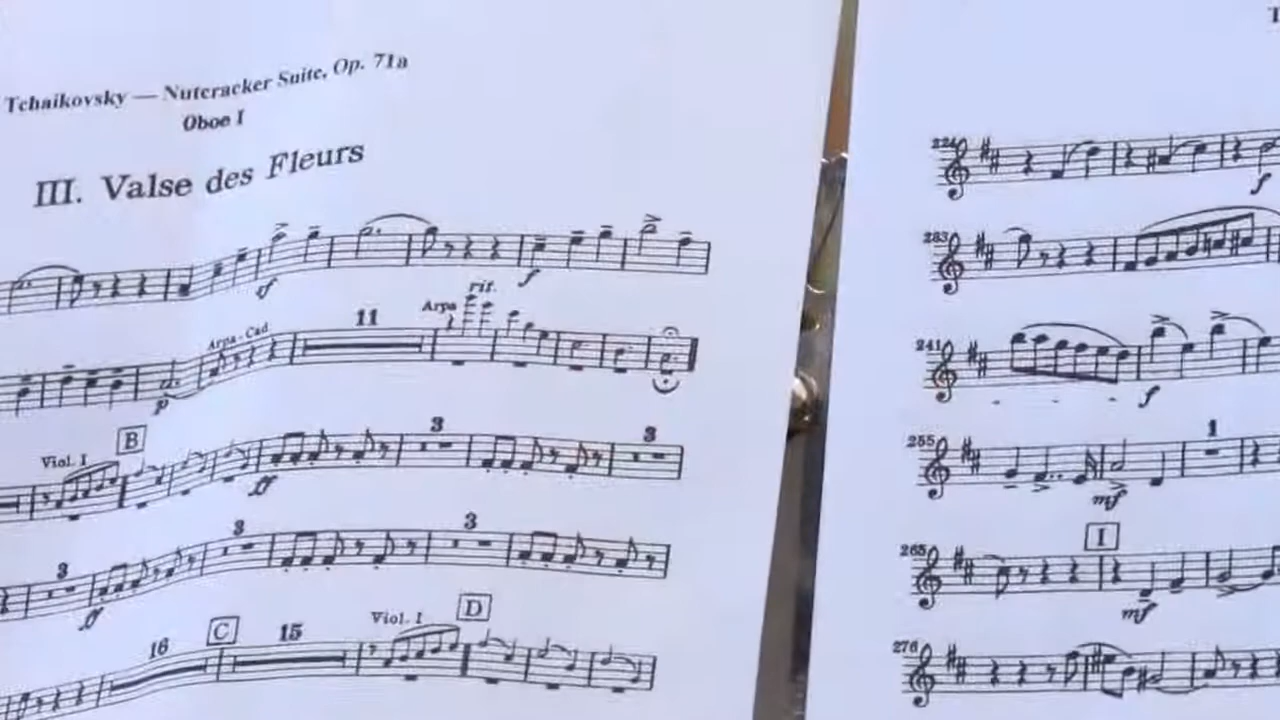 Tchaikovsky — Nutcracker Suite, Op. 71a
Oboe I
III. Valse des Fleurs
f f
Arpa - Cad 11 Arpa rit.
p
Viol. I B 3 3
ff
3 3 3
ff
16 C 15 Viol. I D
T
224
f
233
241
f
255 1
mf
265 I
mf
276